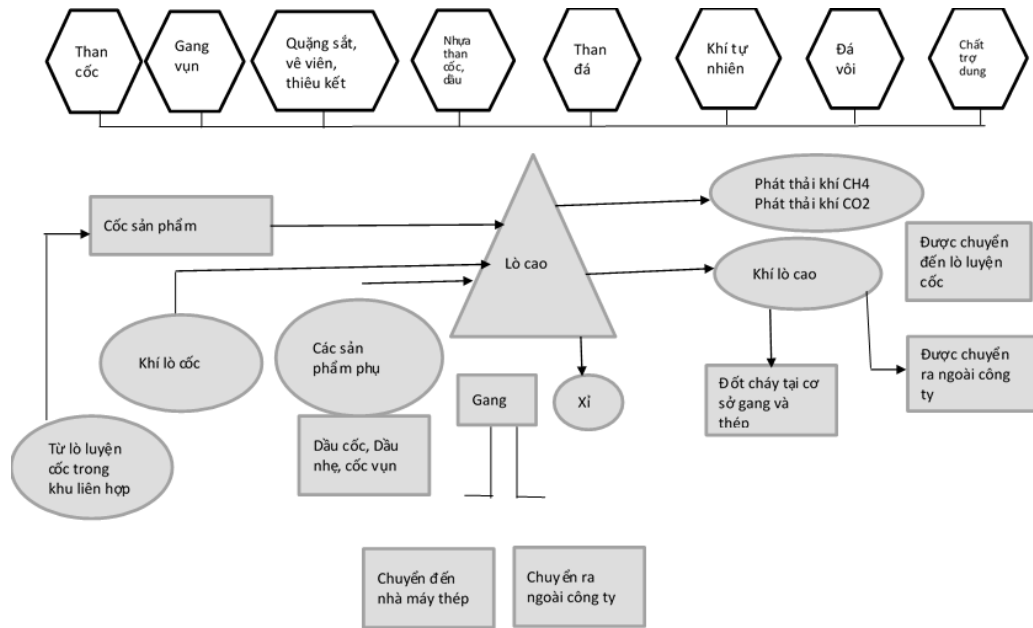 Than
cốc
Gang
vụn
Quặng sắt,
vê viên,
thiêu kết
Nhựa
than
cốc,
dầu
Than
đá
Khí tự
nhiên
Đá
vôi
Chất
trợ
dung
Phát thải khí CH4
Phát thải khí CO2
Cốc sản phẩm
Lò cao
Khí lò cao
Được chuyển
đến lò luyện
cốc
Khí lò cốc
Các sản
phẩm phụ
Gang
Xỉ
Đốt cháy tại cơ
sở gang và
thép
Được chuyển
ra ngoài công
ty
Từ lò luyện
cốc trong
khu liên hợp
Dầu cốc, Dầu
nhẹ, cốc vụn
Chuyển đến
nhà máy thép
Chuyển ra
ngoài công ty